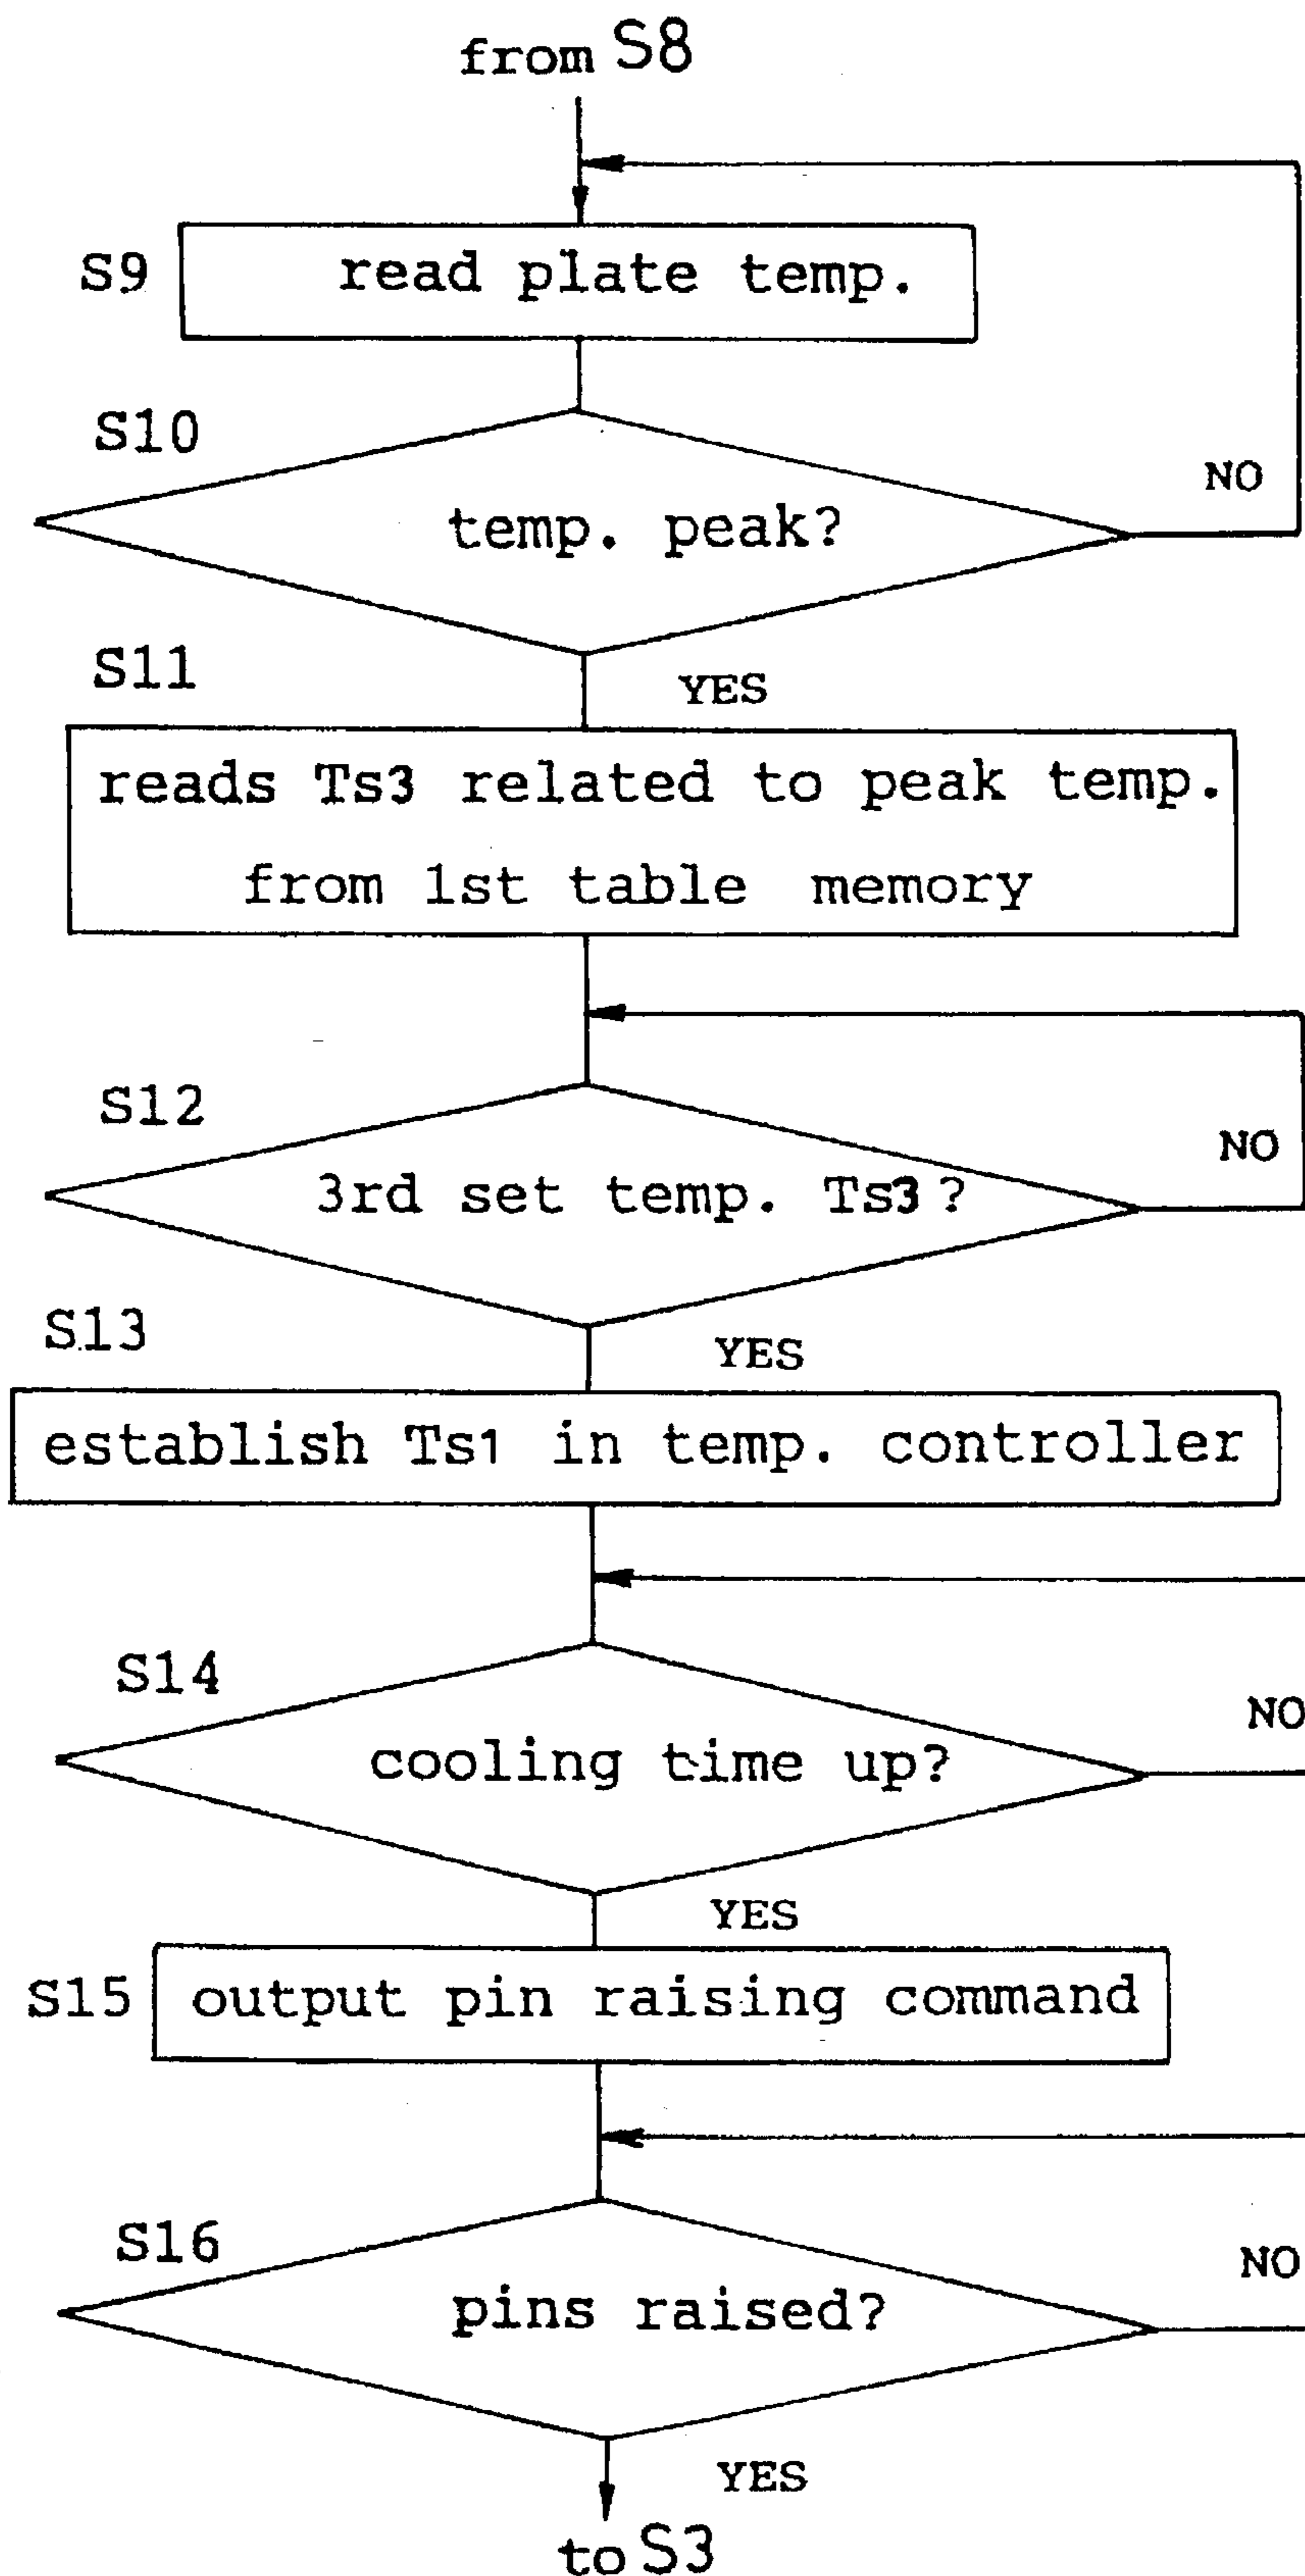 from S8
S9
read plate temp.
S10
temp. peak?
NO
S11
YES
reads Ts3 related to peak temp.
from 1st table memory
S12
3rd set temp. Ts3?
NO
S13
YES
establish Ts1 in temp. controller
S14
cooling time up?
NO
YES
S15
output pin raising command
S16
pins raised?
NO
YES
to S3